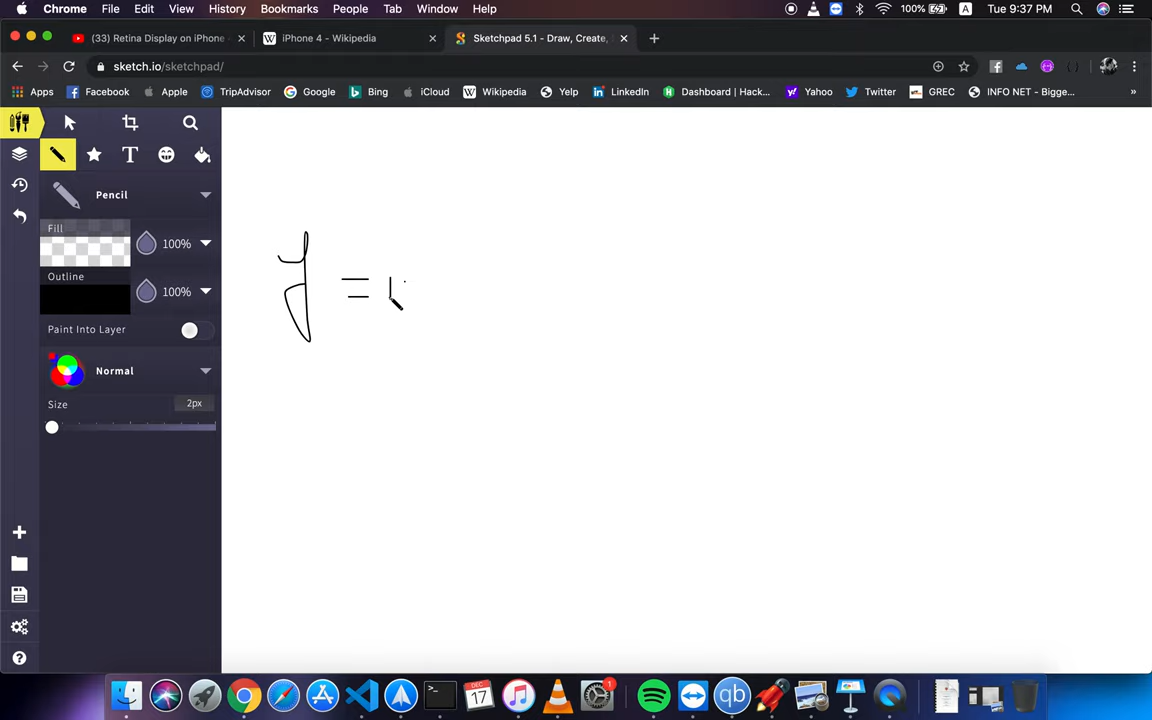 Chrome File Edit View History Bookmarks People Tab Window Help 100% A Tue 9:37 PM
(33) Retina Display on iPhone iPhone 4 - Wikipedia Sketchpad 5.1 - Draw, Create,
sketch.io/sketchpad/
Apps Facebook Apple TripAdvisor Google Bing iCloud Wikipedia Yelp LinkedIn Dashboard | Hack... Yahoo Twitter GREC INFO NET - Bigge... »
T
Pencil
Fill
100%
Outline
100%
Paint Into Layer
Normal
Size
2px
y =
1
qb